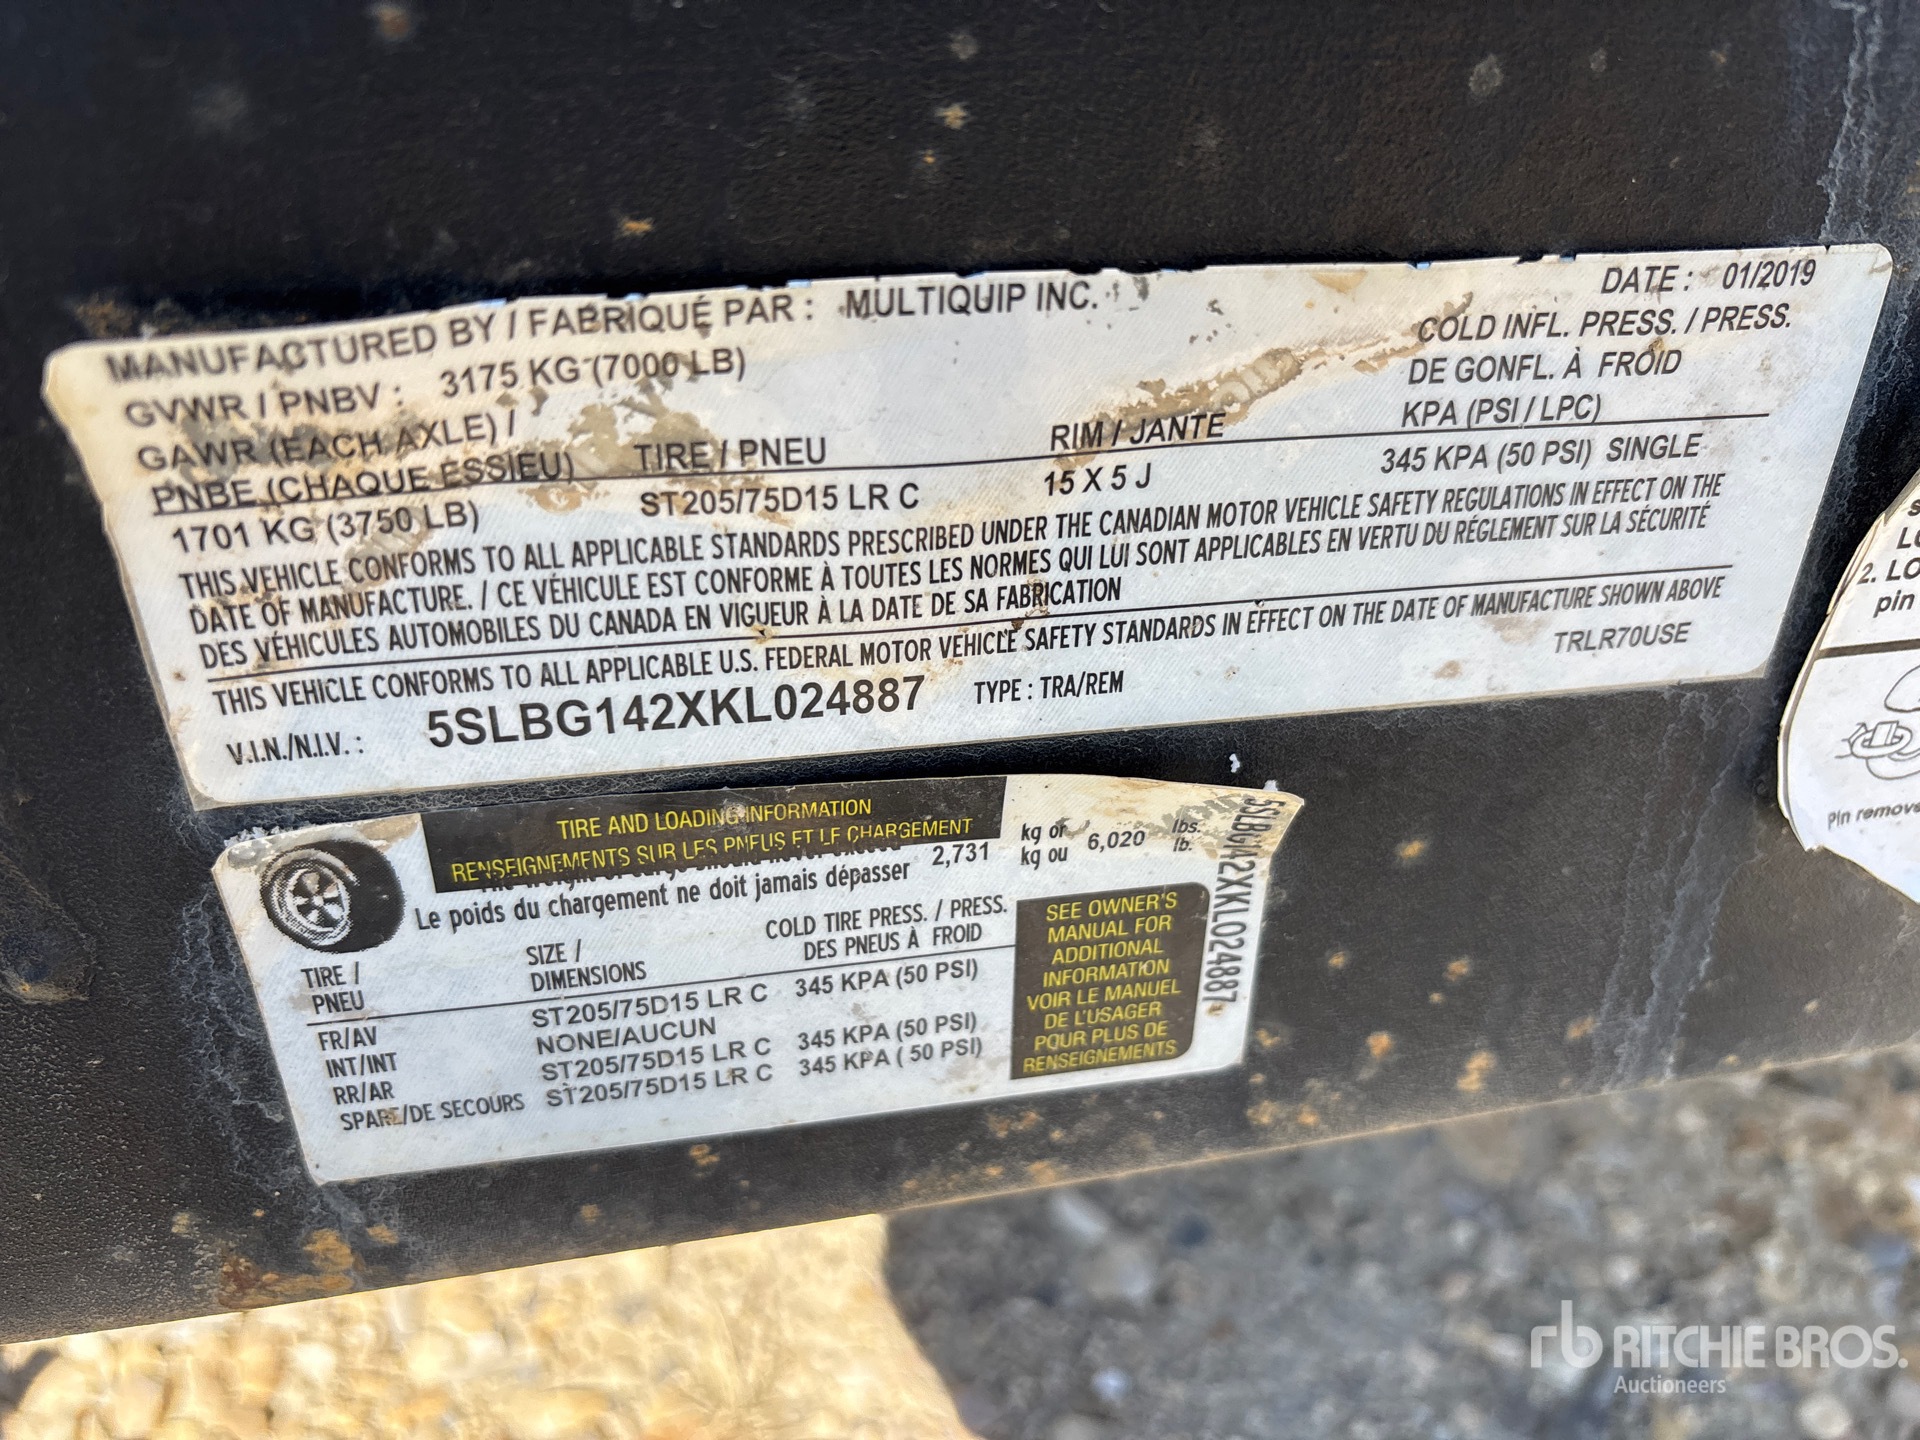 MANUFACTURED BY / FABRIQUÉ PAR : MULTIQUIP INC. DATE : 01/2019
GVWR / PNBV : 3175 KG (7000 LB) COLD INFL. PRESS. / PRESS.
GAWR (EACH AXLE) / DE GONFL. À FROID
PNBE (CHAQUE ESSIEU) TIRE / PNEU RIM / JANTE KPA (PSI / LPC)
1701 KG (3750 LB) ST205/75D15 LR C 15 X 5 J 345 KPA (50 PSI) SINGLE
THIS VEHICLE CONFORMS TO ALL APPLICABLE STANDARDS PRESCRIBED UNDER THE CANADIAN MOTOR VEHICLE SAFETY REGULATIONS IN EFFECT ON THE
DATE OF MANUFACTURE. / CE VÉHICULE EST CONFORME À TOUTES LES NORMES QUI LUI SONT APPLICABLES EN VERTU DU RÉGLEMENT SUR LA SÉCURITÉ
DES VÉHICULES AUTOMOBILES DU CANADA EN VIGUEUR À LA DATE DE SA FABRICATION
THIS VEHICLE CONFORMS TO ALL APPLICABLE U.S. FEDERAL MOTOR VEHICLE SAFETY STANDARDS IN EFFECT ON THE DATE OF MANUFACTURE SHOWN ABOVE
V.I.N./N.I.V. : 5SLBG142XKL024887 TYPE : TRA/REM TRLR70USE
TIRE AND LOADING INFORMATION
RENSEIGNEMENTS SUR LES PNEUS ET LE CHARGEMENT
Le poids du chargement ne doit jamais dépasser 2,731 kg or kg ou 6,020 lbs. lb.
TIRE / PNEU
SIZE / DIMENSIONS
COLD TIRE PRESS. / PRESS. DES PNEUS À FROID
FR/AV ST205/75D15 LR C 345 KPA (50 PSI)
INT/INT NONE/AUCUN
RR/AR ST205/75D15 LR C 345 KPA (50 PSI)
SPARE/DE SECOURS ST205/75D15 LR C 345 KPA ( 50 PSI)
SEE OWNER'S
MANUAL FOR
ADDITIONAL
INFORMATION
VOIR LE MANUEL
DE L'USAGER
POUR PLUS DE
RENSEIGNEMENTS
5SLBG142XKL024887
2. LO
pin
Pin remove
rb RITCHIE BROS.
Auctioneers